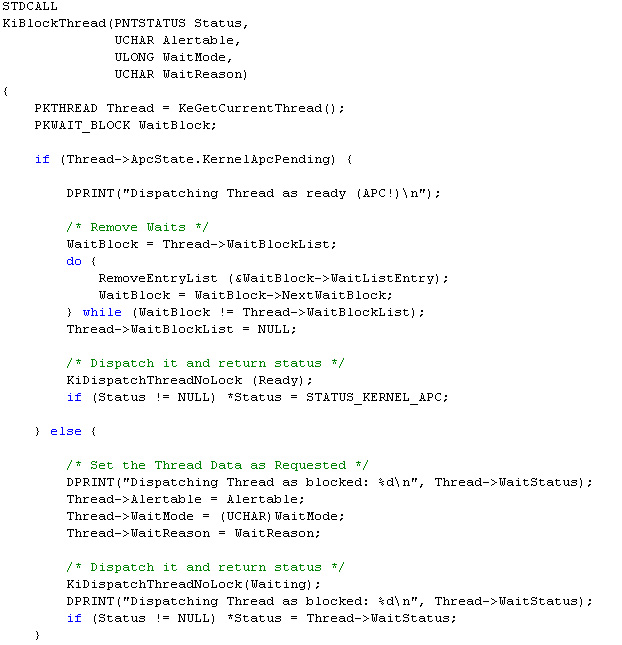 STDCALL
KiBlockThread(PNTSTATUS Status,
              UCHAR Alertable,
              ULONG WaitMode,
              UCHAR WaitReason)
{
    PKTHREAD Thread = KeGetCurrentThread();
    PKWAIT_BLOCK WaitBlock;

    if (Thread->ApcState.KernelApcPending) {

        DPRINT("Dispatching Thread as ready (APC!)\n");

        /* Remove Waits */
        WaitBlock = Thread->WaitBlockList;
        do {
            RemoveEntryList (&WaitBlock->WaitListEntry);
            WaitBlock = WaitBlock->NextWaitBlock;
        } while (WaitBlock != Thread->WaitBlockList);
        Thread->WaitBlockList = NULL;

        /* Dispatch it and return status */
        KiDispatchThreadNoLock (Ready);
        if (Status != NULL) *Status = STATUS_KERNEL_APC;

    } else {

        /* Set the Thread Data as Requested */
        DPRINT("Dispatching Thread as blocked: %d\n", Thread->WaitStatus);
        Thread->Alertable = Alertable;
        Thread->WaitMode = (UCHAR)WaitMode;
        Thread->WaitReason = WaitReason;

        /* Dispatch it and return status */
        KiDispatchThreadNoLock(Waiting);
        DPRINT("Dispatching Thread as blocked: %d\n", Thread->WaitStatus);
        if (Status != NULL) *Status = Thread->WaitStatus;
    }